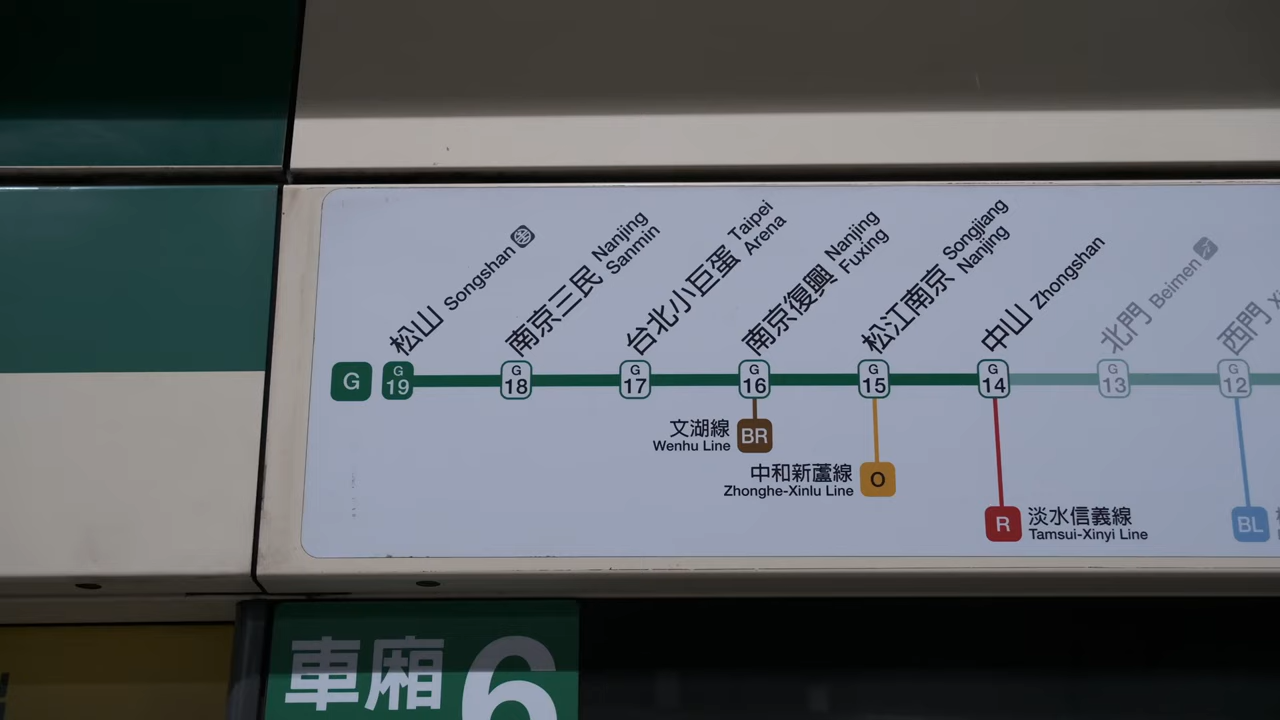 松山 Songshan
南京三民 Nanjing
Sanmin
台北小巨蛋 Taipei
Arena
南京復興 Nanjing
Fuxing
松江南京 Songjiang
Nanjing
中山 Zhongshan
北門 Beimen
西門
G
G 19
G 18
G 17
G 16
G 15
G 14
G 13
G 12
文湖線
Wenhu Line
BR
中和新蘆線
Zhonghe-Xinlu Line
O
R
淡水信義線
Tamsui-Xinyi Line
BL
車廂 6